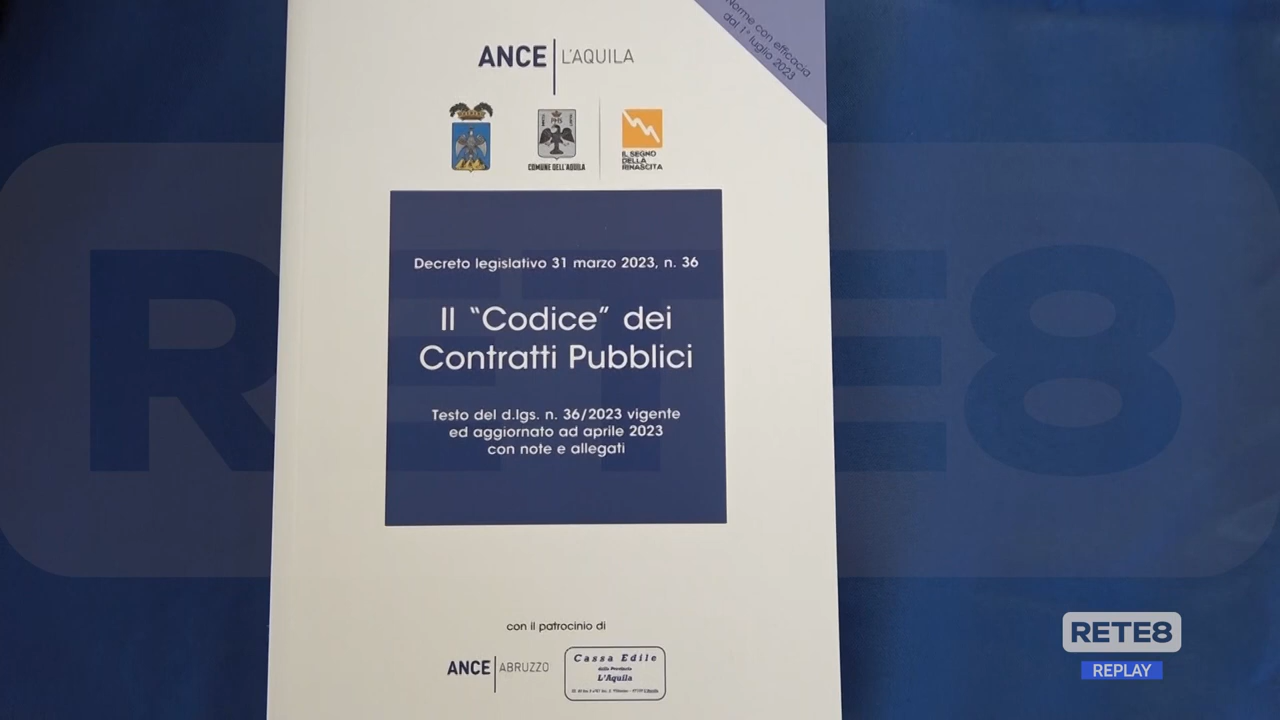 Norme con efficacia
dal 1° luglio 2023
ANCE L'AQUILA
COMUNE DELL'AQUILA
IL SEGNO
DELLA
RINASCITA
Decreto legislativo 31 marzo 2023, n. 36
Il “Codice” dei
Contratti Pubblici
Testo del d.lgs. n. 36/2023 vigente
ed aggiornato ad aprile 2023
con note e allegati
con il patrocinio di
ANCE ABRUZZO
Cassa Edile
della Provincia
L'Aquila
RETE8
RETE8
REPLAY